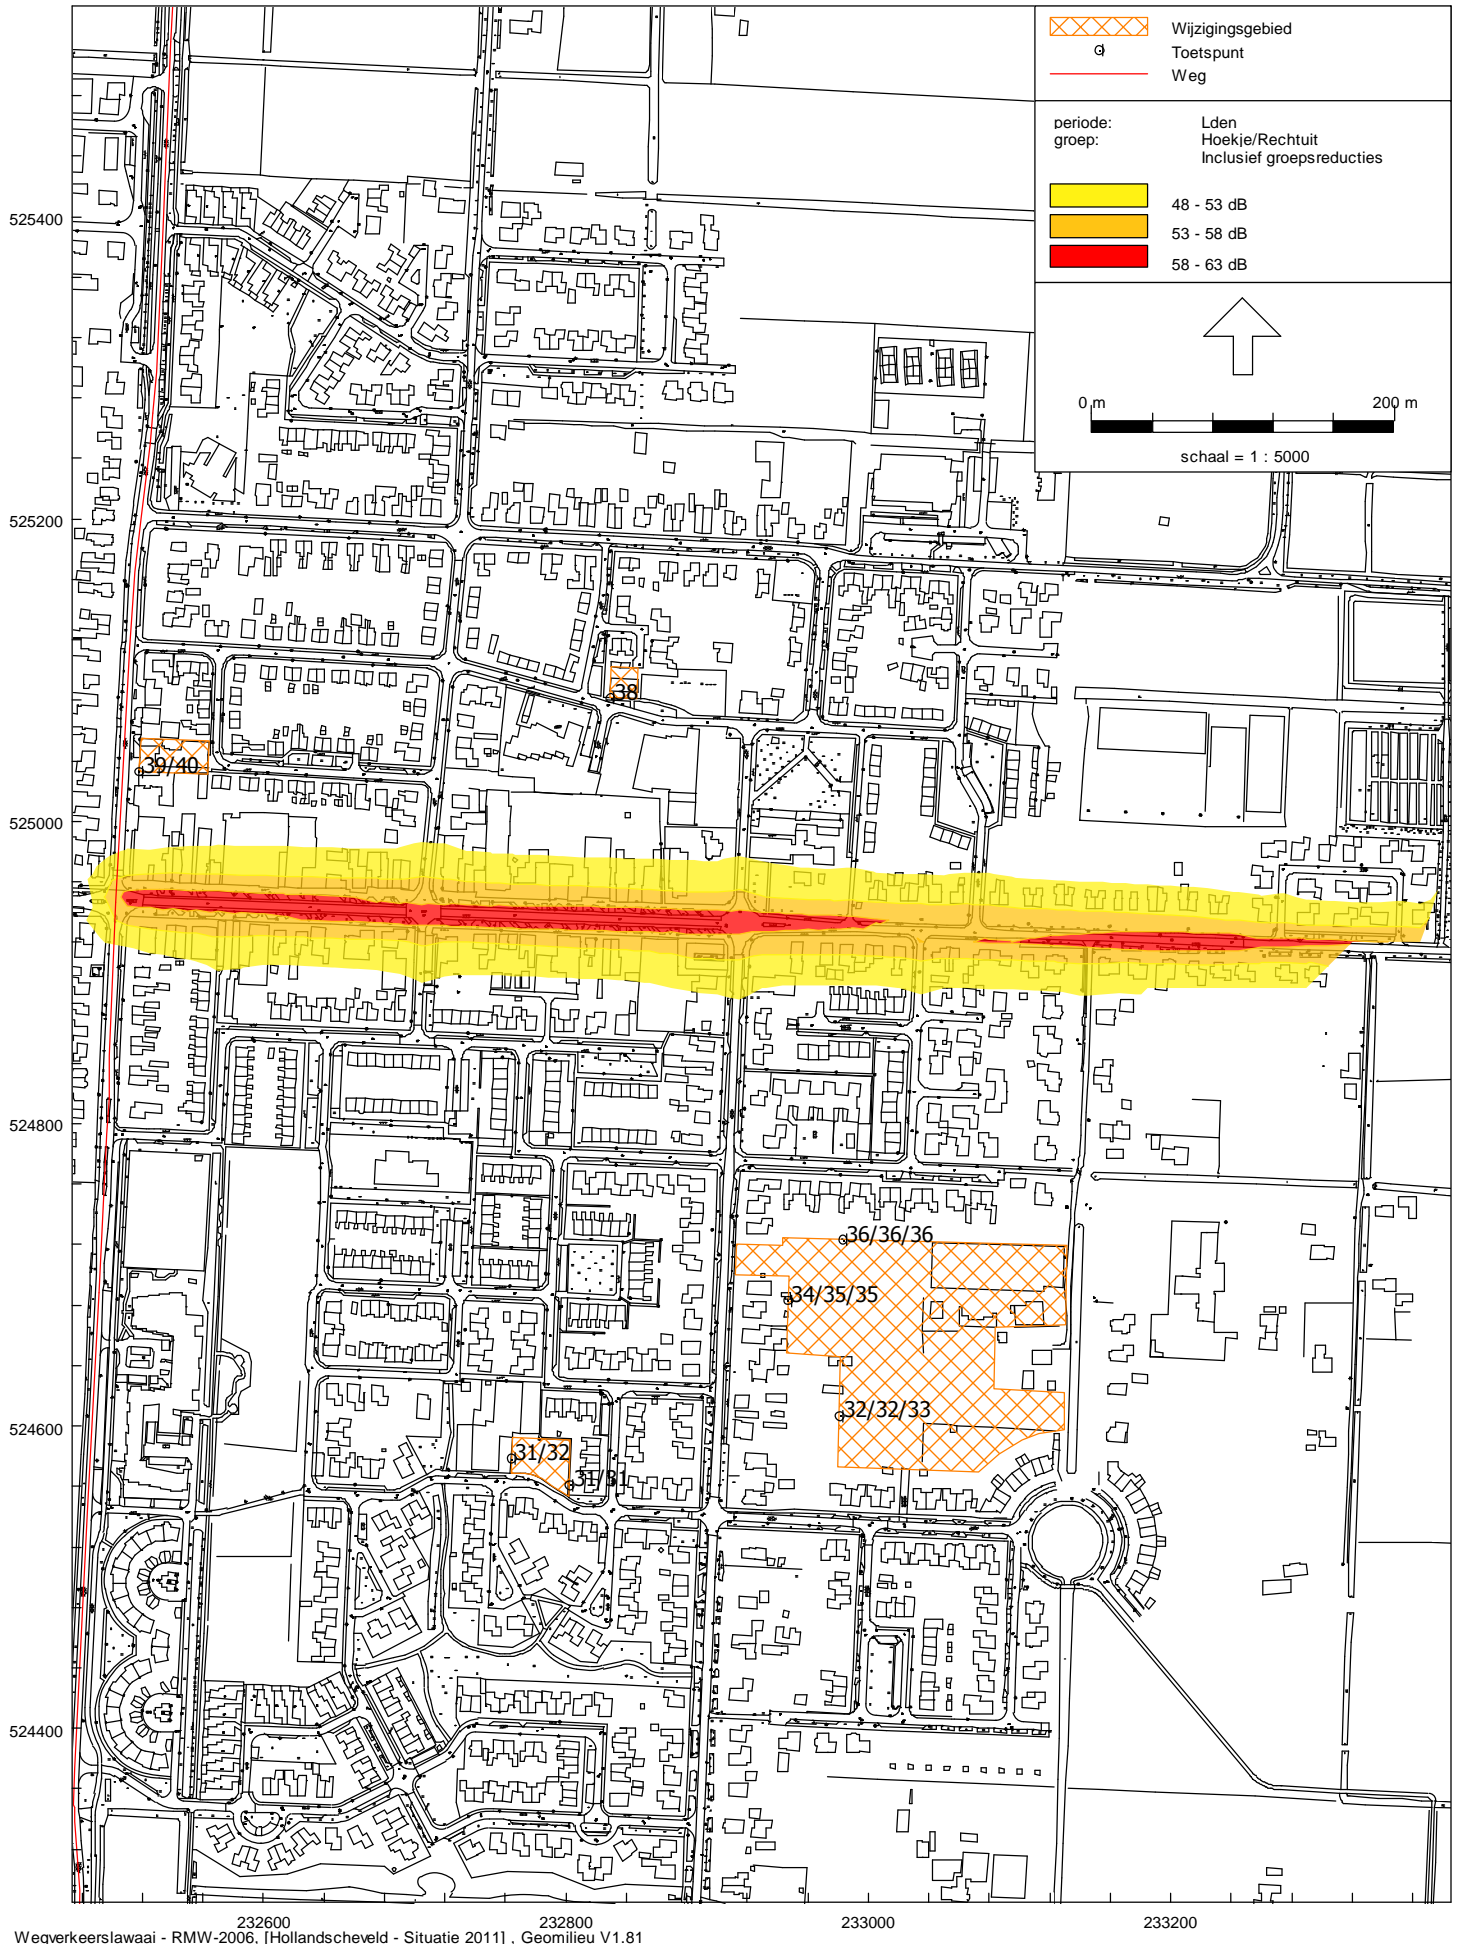 Wijzigingsgebied
Toetspunt
Weg
periode: Lden
groep: Hoekje/Rechtuit
Inclusief groepsreducties
48 - 53 dB
53 - 58 dB
58 - 63 dB
0 m 200 m
schaal = 1 : 5000
525400
525200
38
39/40
525000
524800
36/36/36
34/35/35
32/32/33
524600
31/32
31/31
524400
232600 232800 233000 233200
Wegverkeerslawaai - RMW-2006, [Hollandscheveld - Situatie 2011] , Geomilieu V1.81